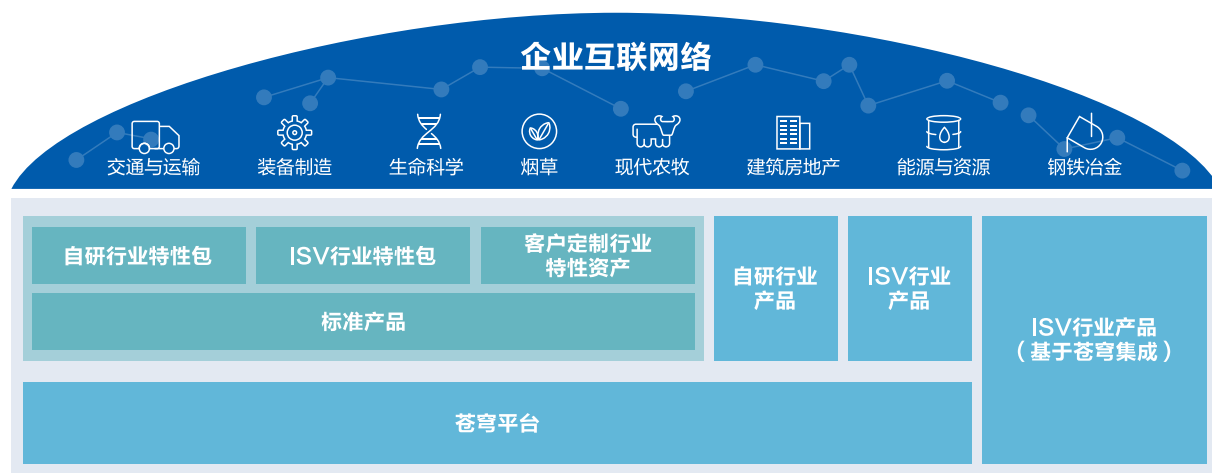 企业互联网络
交通与运输
装备制造
生命科学
烟草
现代农牧
建筑房地产
能源与资源
钢铁冶金
自研行业特性包
ISV行业特性包
客户定制行业
特性资产
标准产品
自研行业
产品
ISV行业
产品
ISV行业产品
（基于苍穹集成）
苍穹平台